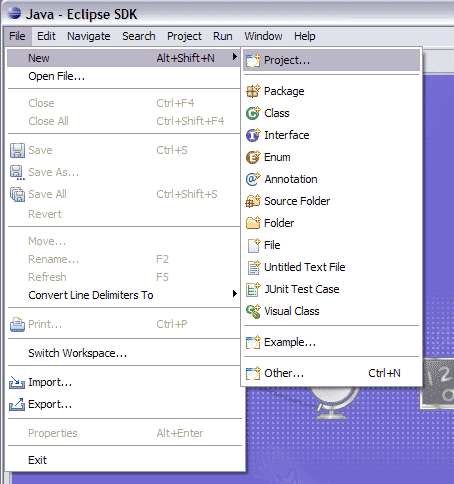 Java - Eclipse SDK
File Edit Navigate Search Project Run Window Help
New Alt+Shift+N
Open File...
Close Ctrl+F4
Close All Ctrl+Shift+F4
Save Ctrl+S
Save As...
Save All Ctrl+Shift+S
Revert
Move...
Rename... F2
Refresh F5
Convert Line Delimiters To
Print... Ctrl+P
Switch Workspace...
Import...
Export...
Properties Alt+Enter
Exit
Project...
Package
Class
Interface
Enum
Annotation
Source Folder
Folder
File
Untitled Text File
JUnit Test Case
Visual Class
Example...
Other... Ctrl+N